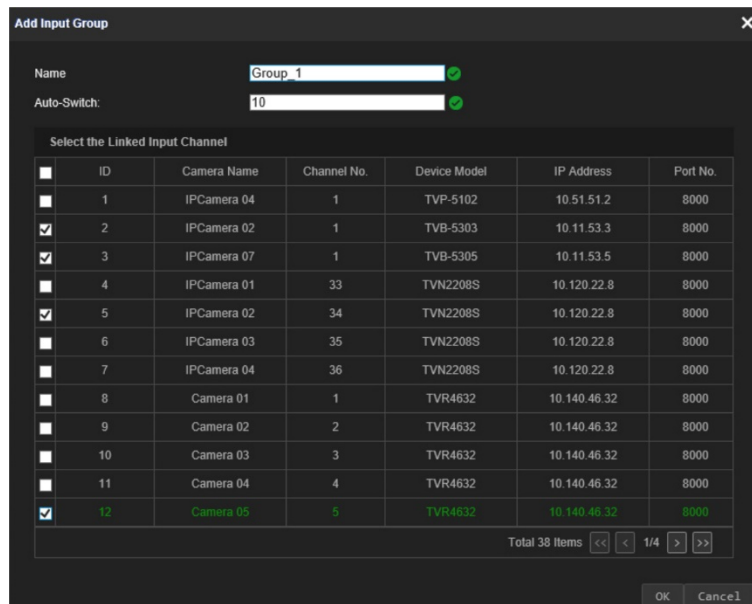 Add Input Group
Name Group_1
Auto-Switch: 10
Select the Linked Input Channel
ID Camera Name Channel No. Device Model IP Address Port No.
1 IPCamera 04 1 TVP-5102 10.51.51.2 8000
2 IPCamera 02 1 TVB-5303 10.11.53.3 8000
3 IPCamera 07 1 TVB-5305 10.11.53.5 8000
4 IPCamera 01 33 TVN2208S 10.120.22.8 8000
5 IPCamera 02 34 TVN2208S 10.120.22.8 8000
6 IPCamera 03 35 TVN2208S 10.120.22.8 8000
7 IPCamera 04 36 TVN2208S 10.120.22.8 8000
8 Camera 01 1 TVR4632 10.140.46.32 8000
9 Camera 02 2 TVR4632 10.140.46.32 8000
10 Camera 03 3 TVR4632 10.140.46.32 8000
11 Camera 04 4 TVR4632 10.140.46.32 8000
12 Camera 05 5 TVR4632 10.140.46.32 8000
Total 38 Items << < 1/4 > >>
OK Cancel